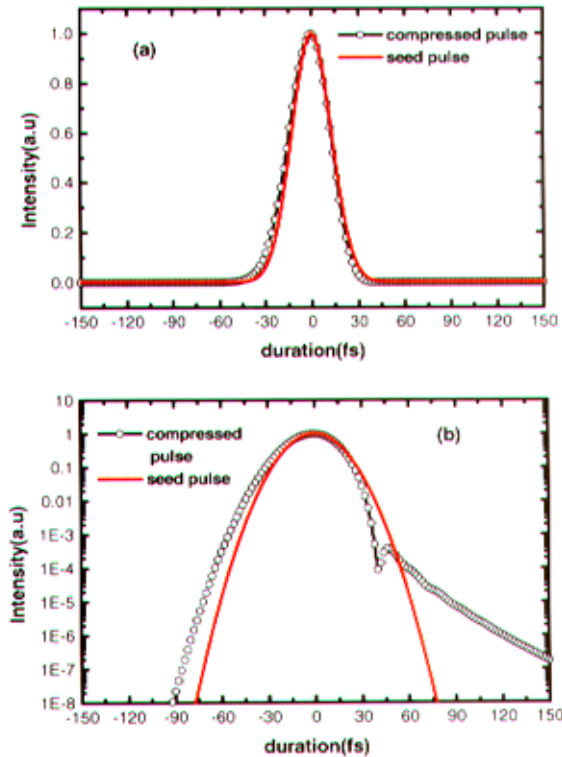 (a)
compressed pulse
seed pulse
1.0
0.8
0.6
0.4
0.2
0.0
Intensity(a.u)
-150 -120 -90 -60 -30 0 30 60 90 120 150
duration(fs)
(b)
compressed
pulse
seed pulse
10
1
0.1
0.01
1E-3
1E-4
1E-5
1E-6
1E-7
1E-8
Intensity(a.u)
-150 -120 -90 -60 -30 0 30 60 90 120 150
duration(fs)